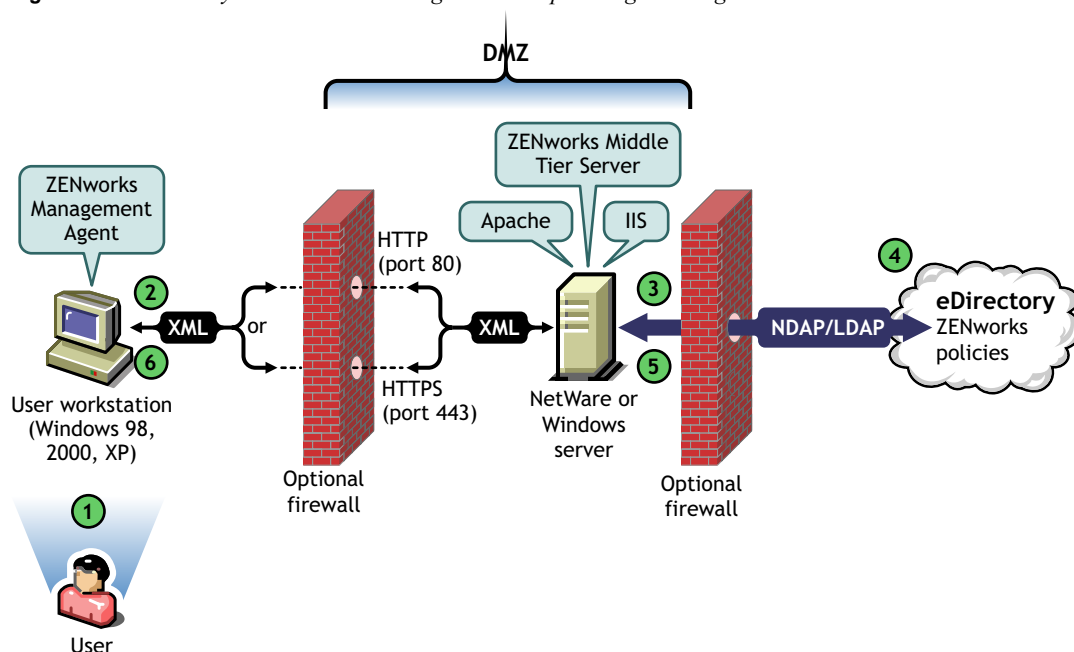 DMZ
ZENworks Middle
Tier Server
ZENworks
Management
Agent
Apache
IIS
HTTP
(port 80)
2
3
4
XML
or
XML
NDAP/LDAP
eDirectory
ZENworks
policies
6
5
HTTPS
(port 443)
User workstation
(Windows 98,
2000, XP)
NetWare or
Windows
server
Optional
firewall
Optional
firewall
1
User